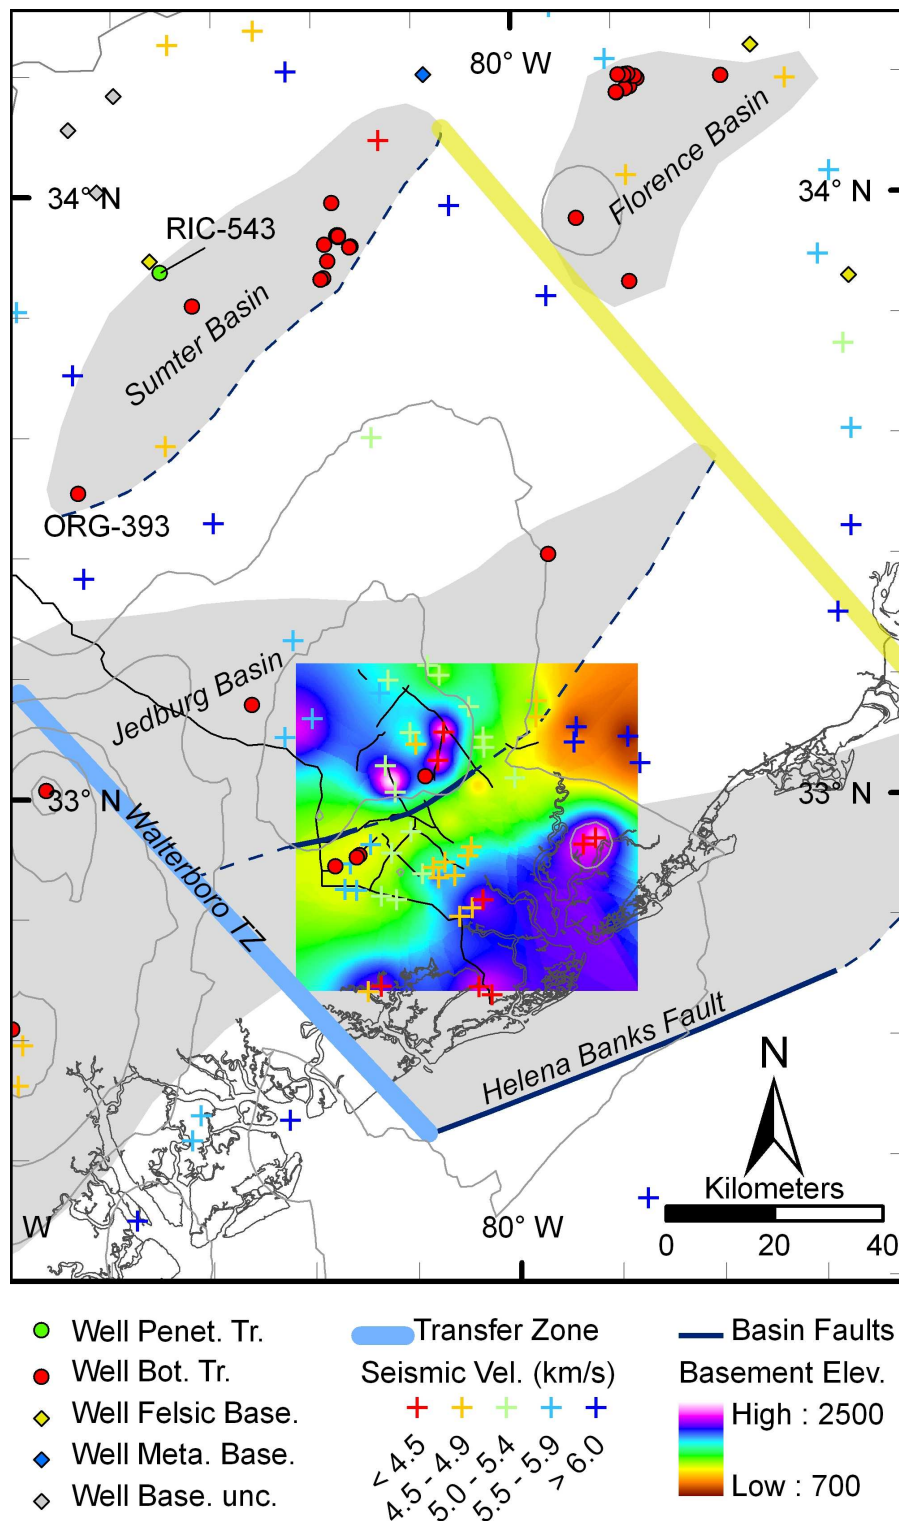 80° W
Florence Basin
34° N
34° N
RIC-543
Sumter Basin
ORG-393
Jedburg Basin
33° N
33° N
Walterboro TZ
Helena Banks Fault
N
Kilometers
W
80° W
0 20 40
Well Penet. Tr.
Well Bot. Tr.
Well Felsic Base.
Well Meta. Base.
Well Base. unc.
Transfer Zone
Seismic Vel. (km/s)
< 4.5
4.5 - 4.9
5.0 - 5.4
5.5 - 5.9
> 6.0
Basin Faults
Basement Elev.
High : 2500
Low : 700